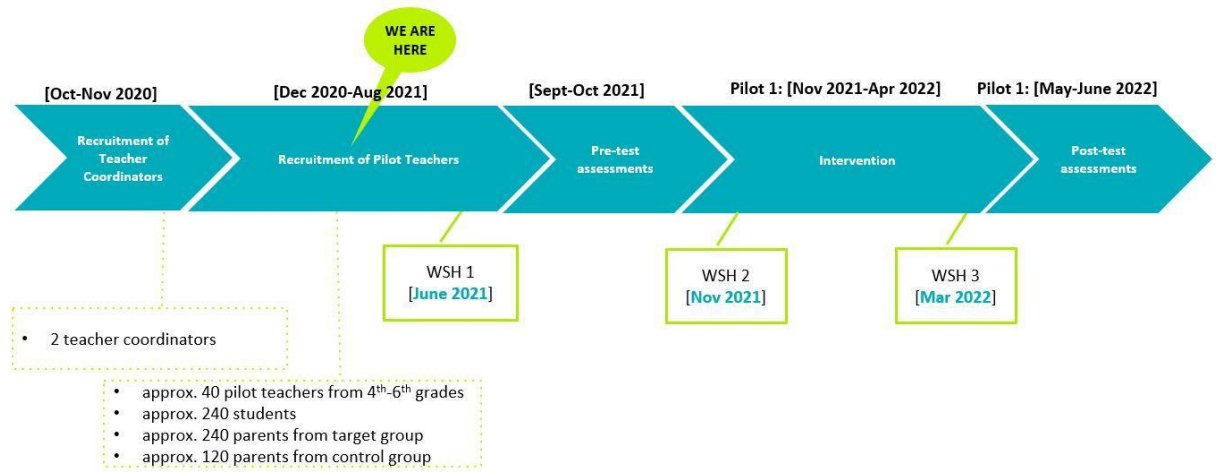 WE ARE
HERE
[Oct-Nov 2020]
[Dec 2020-Aug 2021]
[Sept-Oct 2021]
Pilot 1: [Nov 2021-Apr 2022]
Pilot 1: [May-June 2022]
Recruitment of
Teacher
Coordinators
Recruitment of Pilot Teachers
Pre-test
assessments
Intervention
Post-test
assessments
WSH 1
[June 2021]
WSH 2
[Nov 2021]
WSH 3
[Mar 2022]
• 2 teacher coordinators
• approx. 40 pilot teachers from 4th-6th grades
• approx. 240 students
• approx. 240 parents from target group
• approx. 120 parents from control group